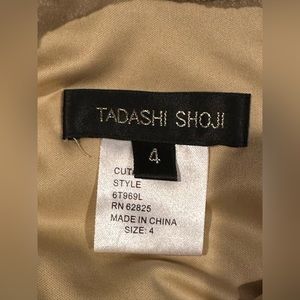 TADASHI SHOJI
4
CUT
STYLE
6T969L
RN 62825
MADE IN CHINA
SIZE: 4